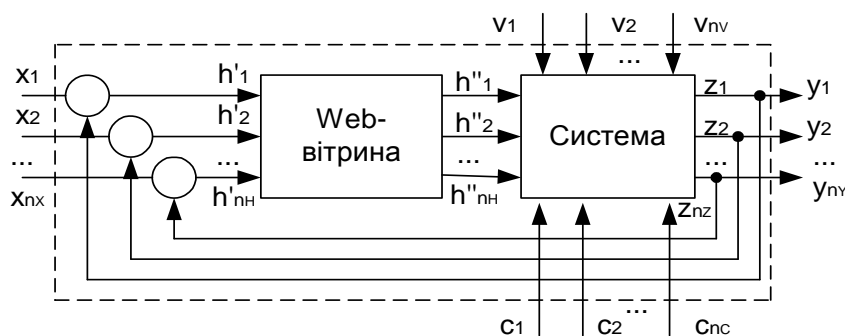 v1 v2 vnv
...
x1 h'1 h''1 z1 y1
x2 h'2 h''2 z2 y2
Web-
вітрина
Система
... ... ... ... ...
xnx h'nH h''nH znz ynY
...
c1 c2 cnc